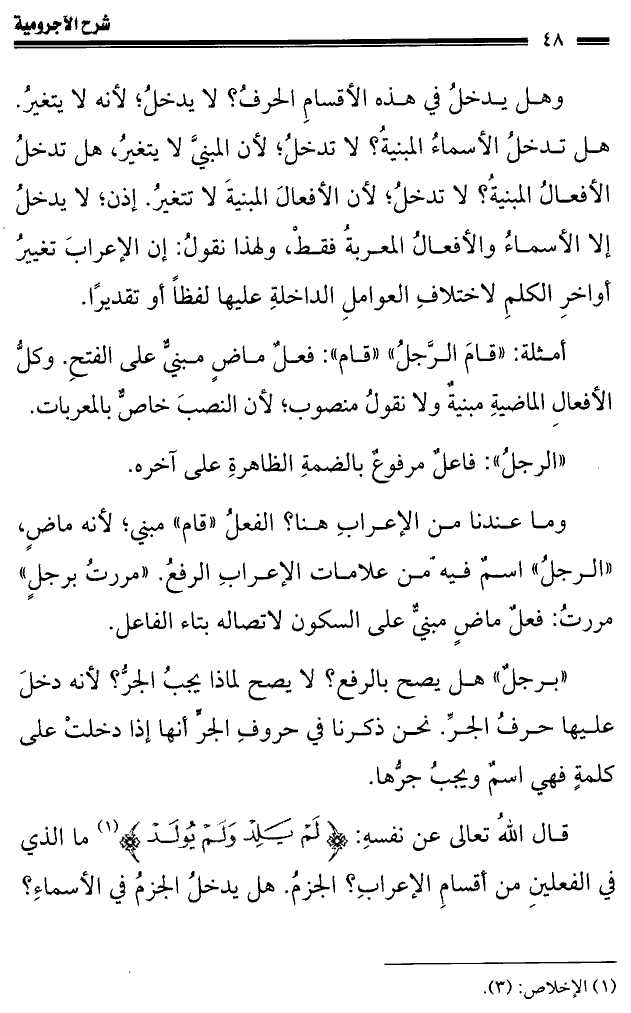 شرح الآجرومية
٤٨
وهل يدخلُ في هذه الأقسامِ الحرفُ؟ لا يدخلُ؛ لأنه لا يتغيرُ.
هل تدخلُ الأسماءُ المبنيةُ؟ لا تدخلُ؛ لأن المبنيَّ لا يتغيرُ، هل تدخلُ
الأفعالُ المبنيةُ؟ لا تدخلُ؛ لأن الأفعالَ المبنيةَ لا تتغيرُ. إذن؛ لا يدخلُ
إلا الأسماءُ والأفعالُ المعربةُ فقطْ، ولهذا نقولُ: إن الإعرابَ تغييرُ
أواخرِ الكلمِ لاختلافِ العواملِ الداخلةِ عليها لفظاً أو تقديرًا.
أمثلة: «قامَ الرَّجلُ» «قام»: فعلٌ ماضٍ مبنيٌّ على الفتحِ. وكلُّ
الأفعالِ الماضيةِ مبنيةٌ ولا نقولُ منصوب؛ لأن النصبَ خاصٌّ بالمعربات.
«الرجلُ»: فاعلٌ مرفوعٌ بالضمةِ الظاهرةِ على آخره.
وما عندنا من الإعرابِ هنا؟ الفعلُ «قام» مبني؛ لأنه ماضٍ،
«الرجلُ» اسمٌ فيه من علامات الإعرابِ الرفعُ. «مررتُ برجلٍ»
مررتُ: فعلٌ ماضٍ مبنيٌّ على السكون لاتصاله بتاء الفاعل.
«برجلٌ» هل يصح بالرفع؟ لا يصح لماذا يجبُ الجرُّ؟ لأنه دخلَ
عليها حرفُ الجرِّ. نحن ذكرنا في حروفِ الجرِّ أنها إذا دخلتْ على
كلمةٍ فهي اسمٌ ويجبُ جرُّها.
قال اللهُ تعالى عن نفسهِ: ﴿لَمْ يَلِدْ وَلَمْ يُولَدْ﴾(١) ما الذي
في الفعلينِ من أقسامِ الإعرابِ؟ الجزمُ. هل يدخلُ الجزمُ في الأسماءِ؟
(١) الإخلاص: (٣).